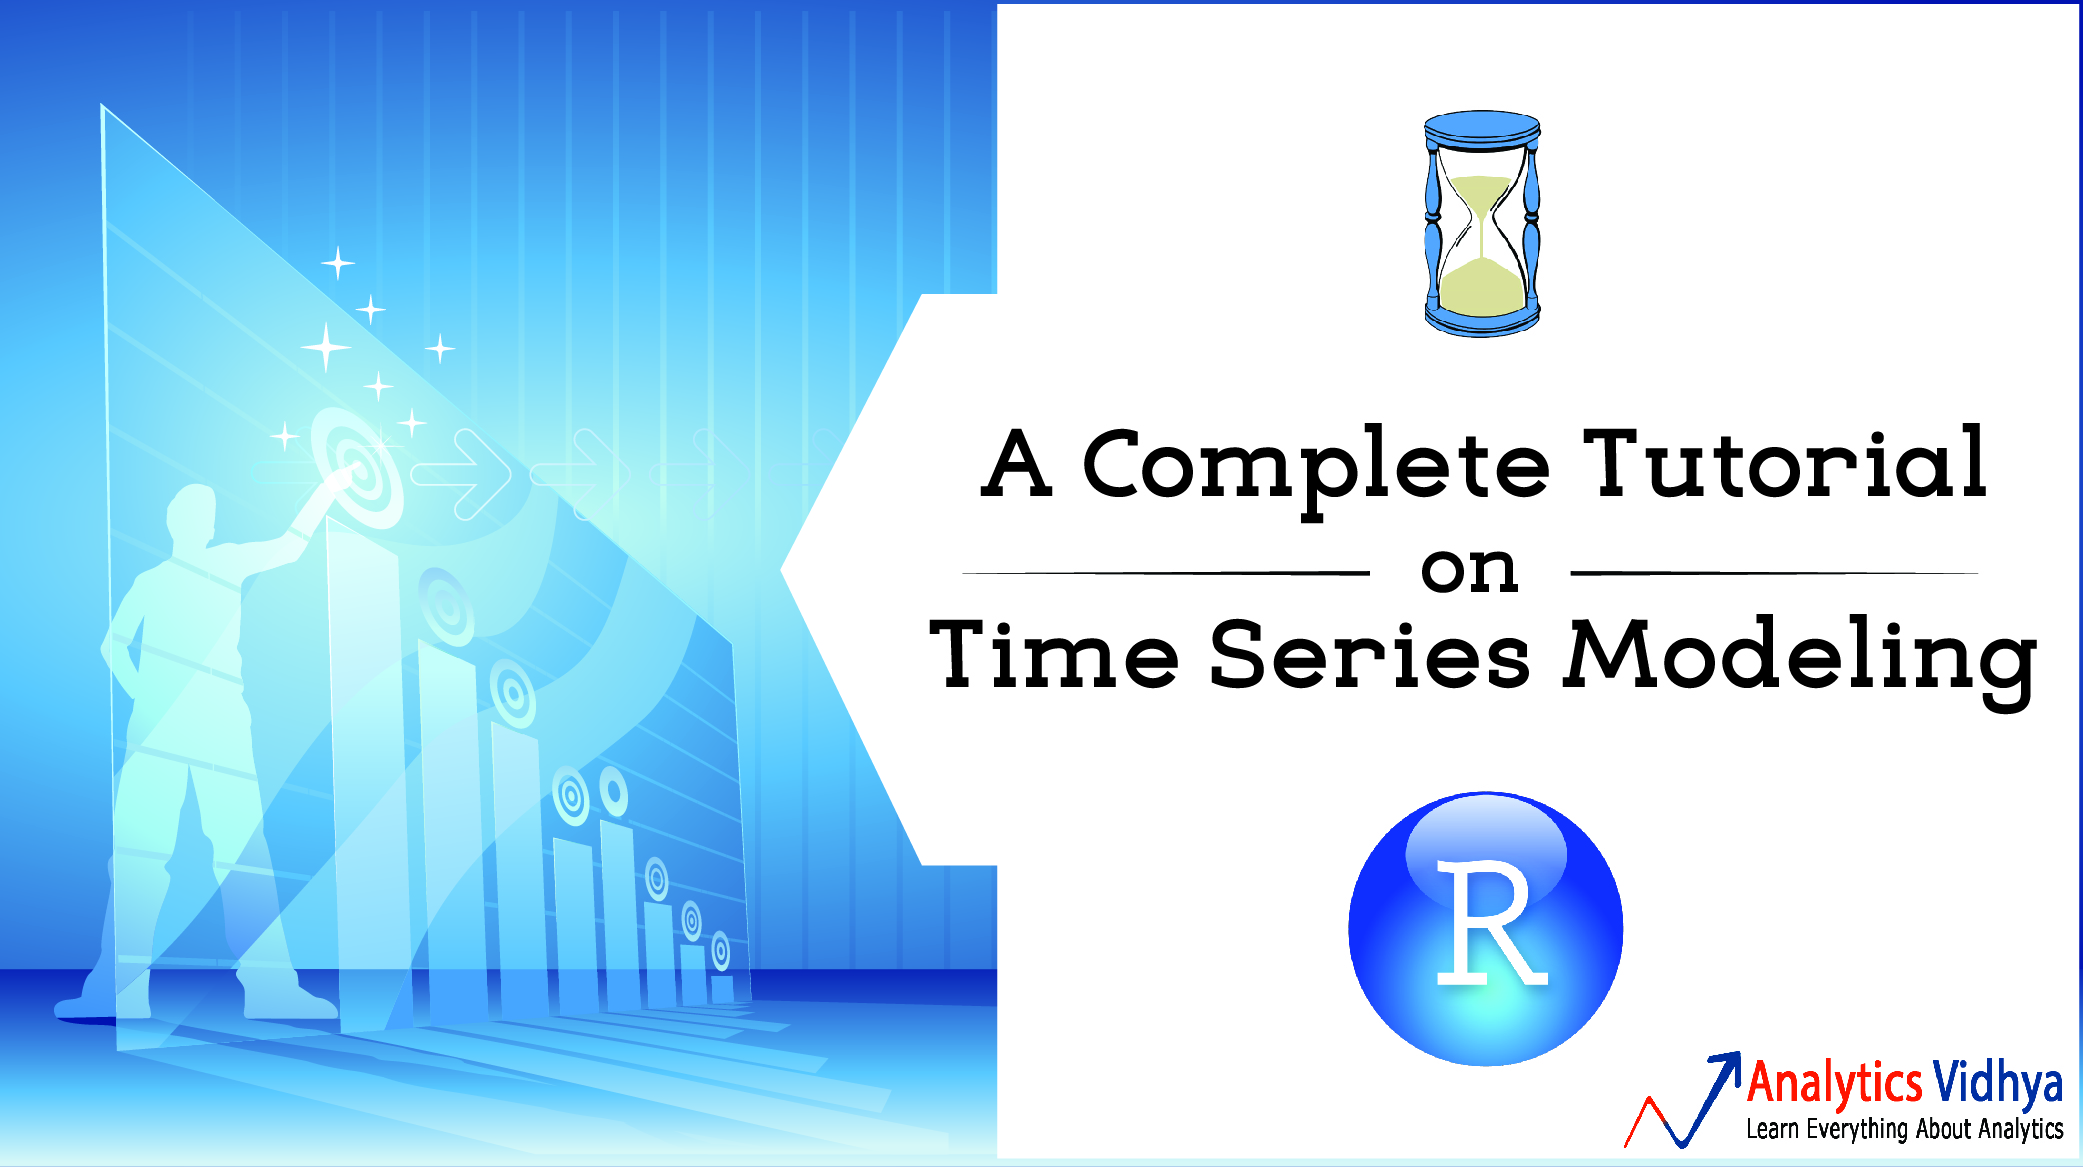 A Complete Tutorial
on
Time Series Modeling
R
Analytics Vidhya
Learn Everything About Analytics